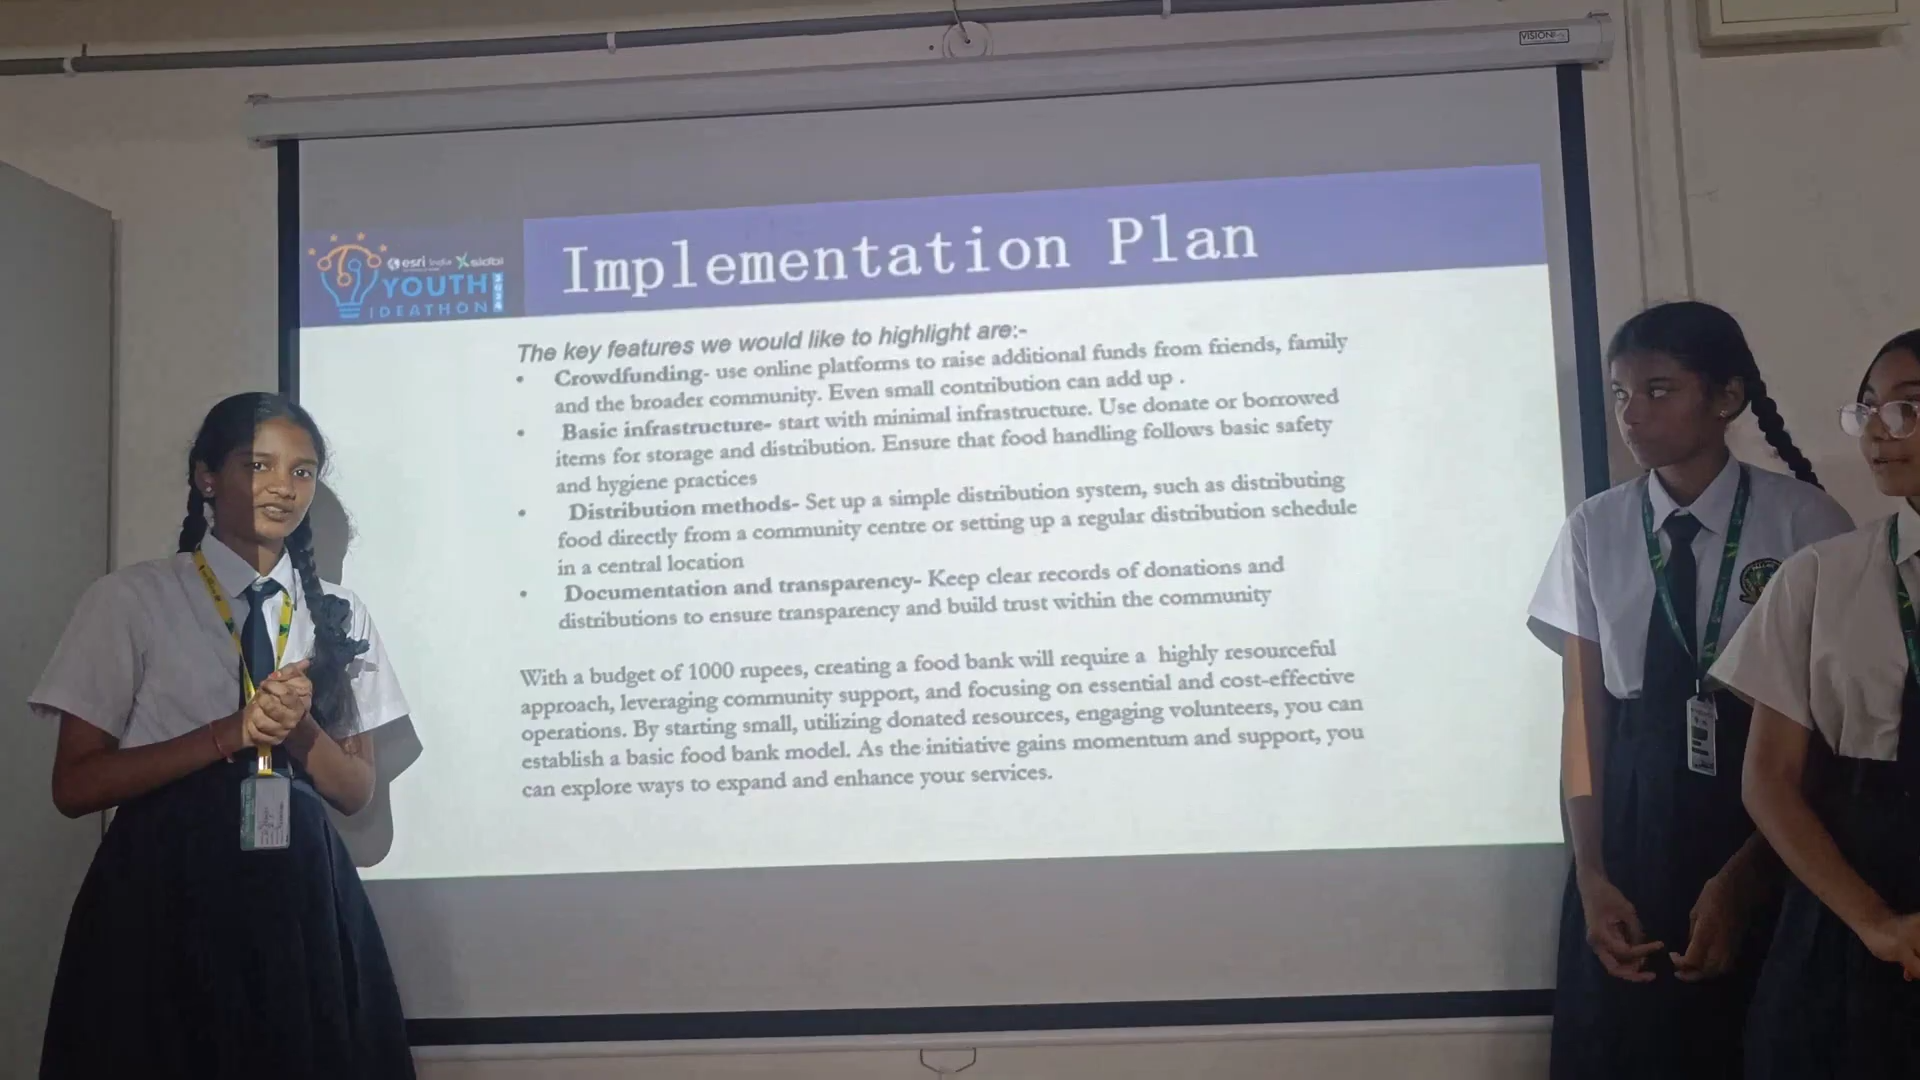 VISION
esri India sidbi
YOUTH 2024
IDEATHON
Implementation Plan
The key features we would like to highlight are:-
• Crowdfunding- use online platforms to raise additional funds from friends, family
and the broader community. Even small contribution can add up .
• Basic infrastructure- start with minimal infrastructure. Use donate or borrowed
items for storage and distribution. Ensure that food handling follows basic safety
and hygiene practices
• Distribution methods- Set up a simple distribution system, such as distributing
food directly from a community centre or setting up a regular distribution schedule
in a central location
• Documentation and transparency- Keep clear records of donations and
distributions to ensure transparency and build trust within the community
With a budget of 1000 rupees, creating a food bank will require a highly resourceful
approach, leveraging community support, and focusing on essential and cost-effective
operations. By starting small, utilizing donated resources, engaging volunteers, you can
establish a basic food bank model. As the initiative gains momentum and support, you
can explore ways to expand and enhance your services.